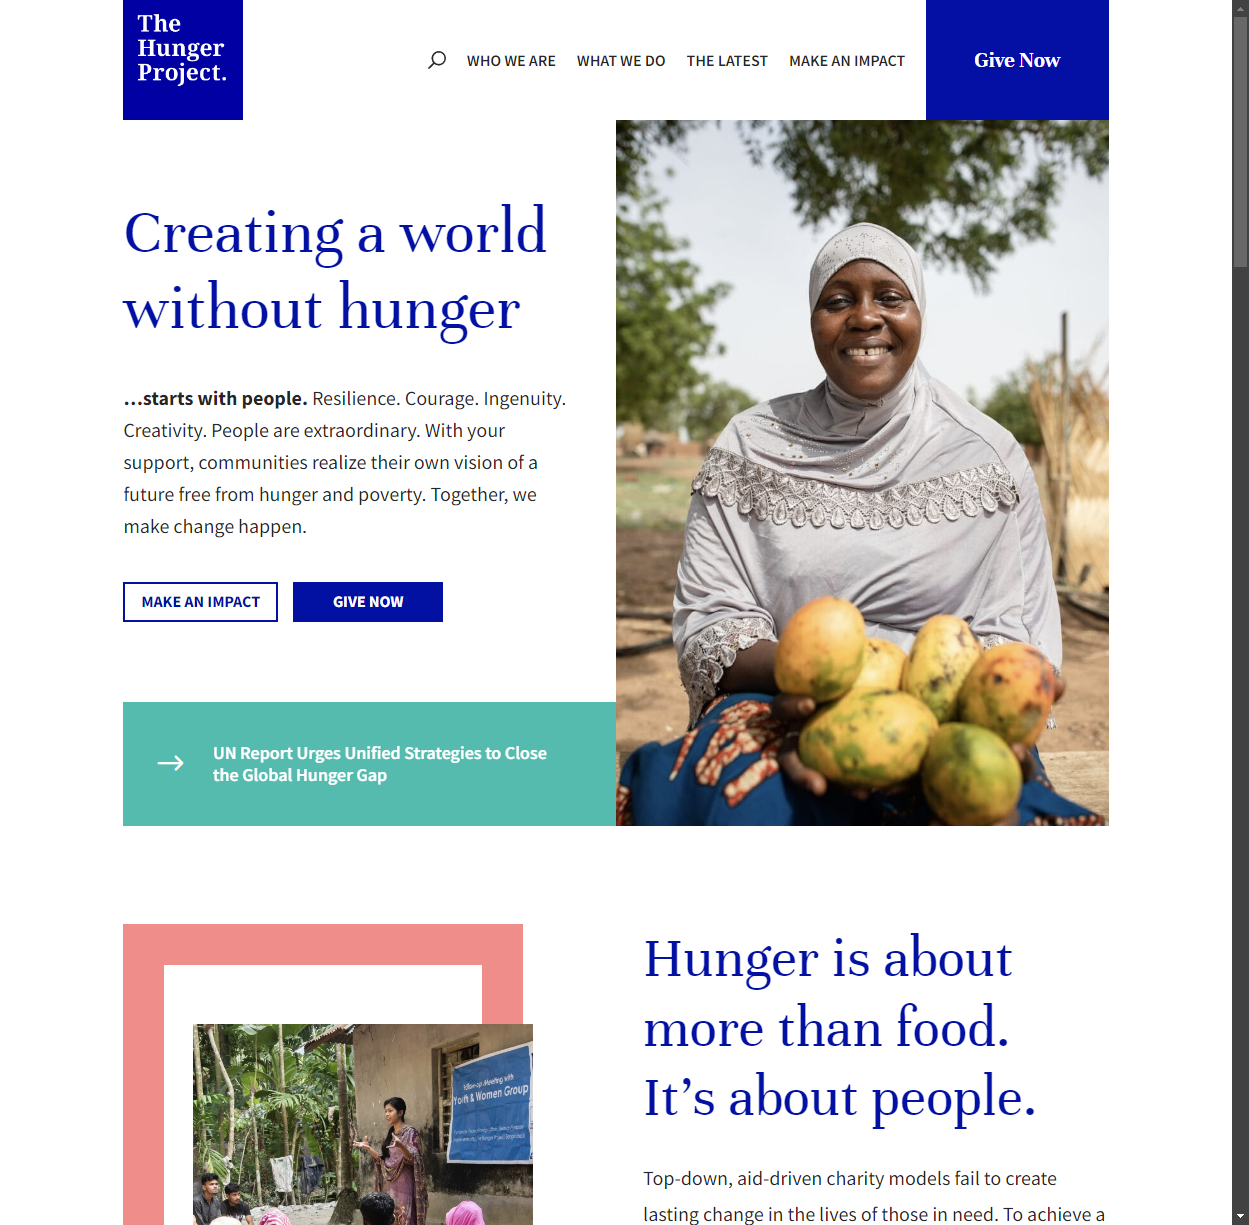 The
Hunger
Project.
WHO WE ARE
WHAT WE DO
THE LATEST
MAKE AN IMPACT
Give Now
Creating a world
without hunger
...starts with people. Resilience. Courage. Ingenuity.
Creativity. People are extraordinary. With your
support, communities realize their own vision of a
future free from hunger and poverty. Together, we
make change happen.
MAKE AN IMPACT
GIVE NOW
UN Report Urges Unified Strategies to Close
the Global Hunger Gap
Follow-up Meeting with
Youth & Women Group
Hunger is about
more than food.
It’s about people.
Top-down, aid-driven charity models fail to create
lasting change in the lives of those in need. To achieve a